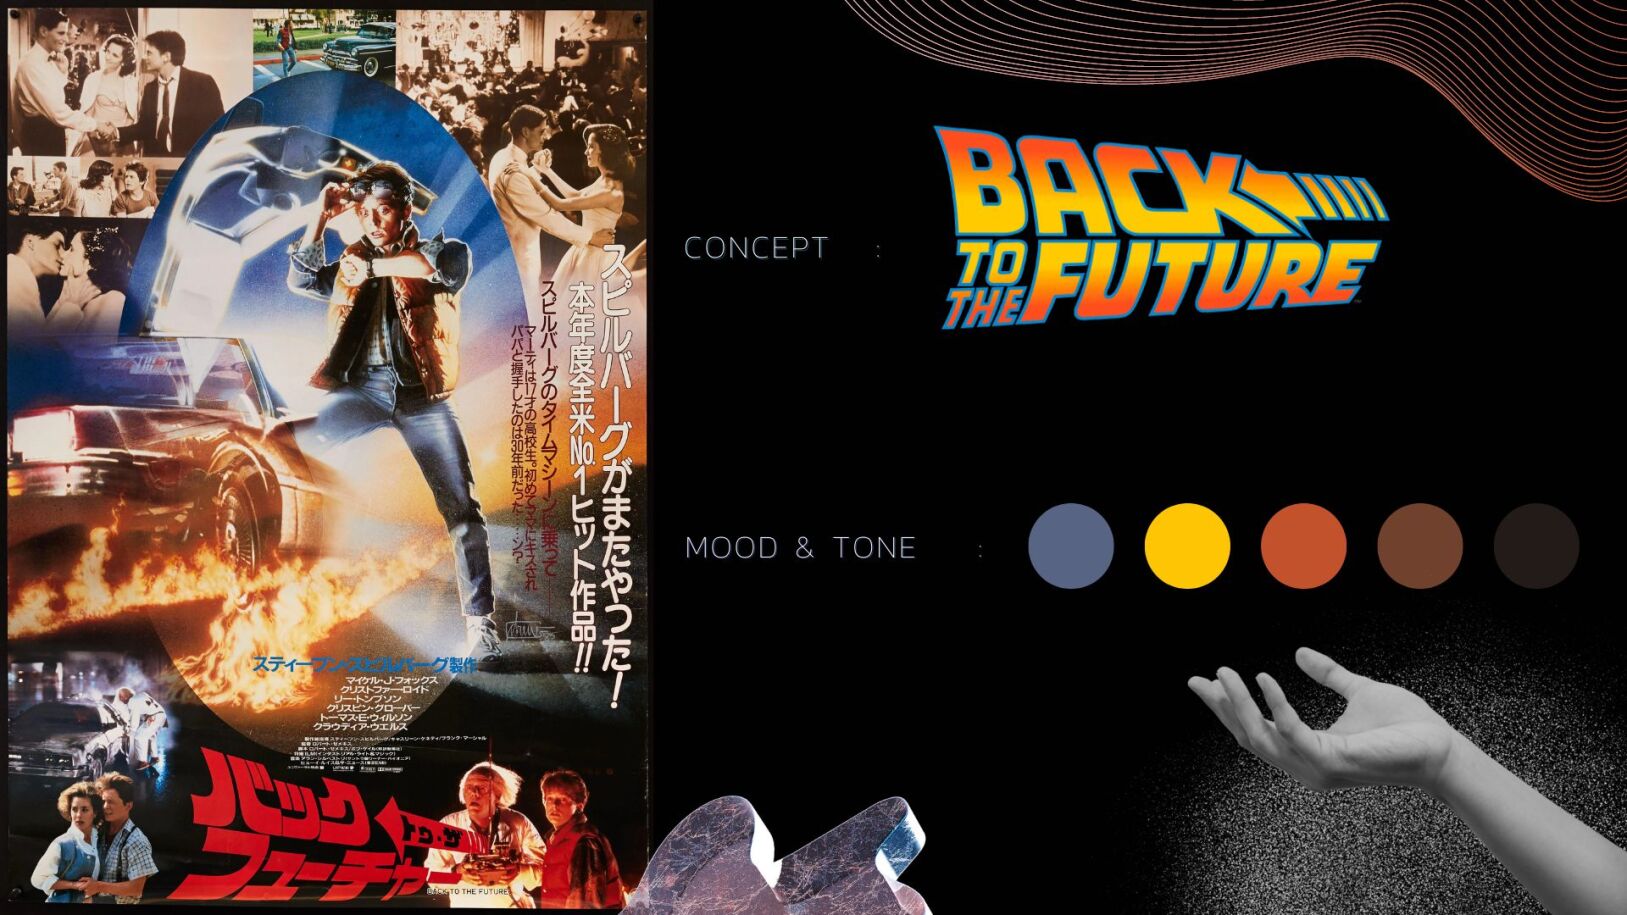 スピルバーグがまたやった!
本年度全米No.1ヒット作品!!
スピルバーグのタイムマシーンに乗って……
マーティは17才の高校生。初めてママにキスされ
パパと握手したのは30年前だった……ン!?
スティーブン・スピルバーグ製作
マイケル・J・フォックス
クリストファー・ロイド
リー・トンプソン
クリスピン・グローバー
トーマス・F・ウィルソン
クラウディア・ウエルズ
バック
トゥ・ザ
フューチャー
BACK TO THE FUTURE
CONCEPT :
BACK
TO
THE FUTURE
MOOD & TONE :